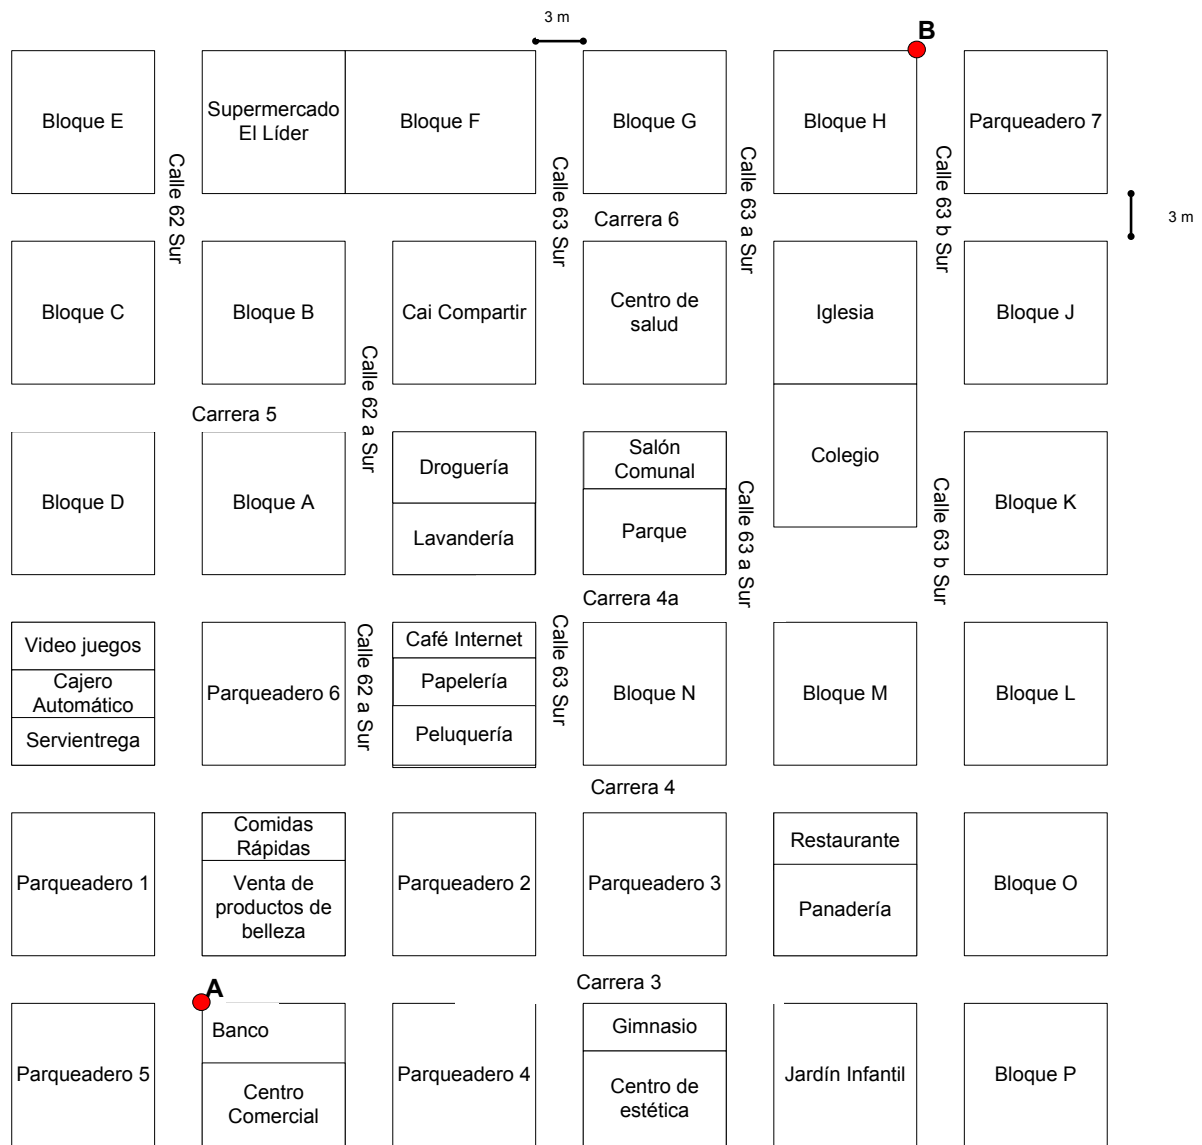 3 m
B
Bloque E
Supermercado
El Líder
Bloque F
Bloque G
Bloque H
Parqueadero 7
Calle 62 Sur
Calle 63 Sur
Calle 63 a Sur
Calle 63 b Sur
3 m
Carrera 6
Bloque C
Bloque B
Cai Compartir
Centro de
salud
Iglesia
Bloque J
Calle 62 a Sur
Carrera 5
Bloque D
Bloque A
Droguería
Lavandería
Salón
Comunal
Parque
Colegio
Bloque K
Calle 63 a Sur
Calle 63 b Sur
Carrera 4a
Video juegos
Cajero
Automático
Servientrega
Parqueadero 6
Calle 62 a Sur
Café Internet
Papelería
Peluquería
Calle 63 Sur
Bloque N
Bloque M
Bloque L
Carrera 4
Parqueadero 1
Comidas
Rápidas
Venta de
productos de
belleza
Parqueadero 2
Parqueadero 3
Restaurante
Panadería
Bloque O
Carrera 3
A
Parqueadero 5
Banco
Centro
Comercial
Parqueadero 4
Gimnasio
Centro de
estética
Jardín Infantil
Bloque P